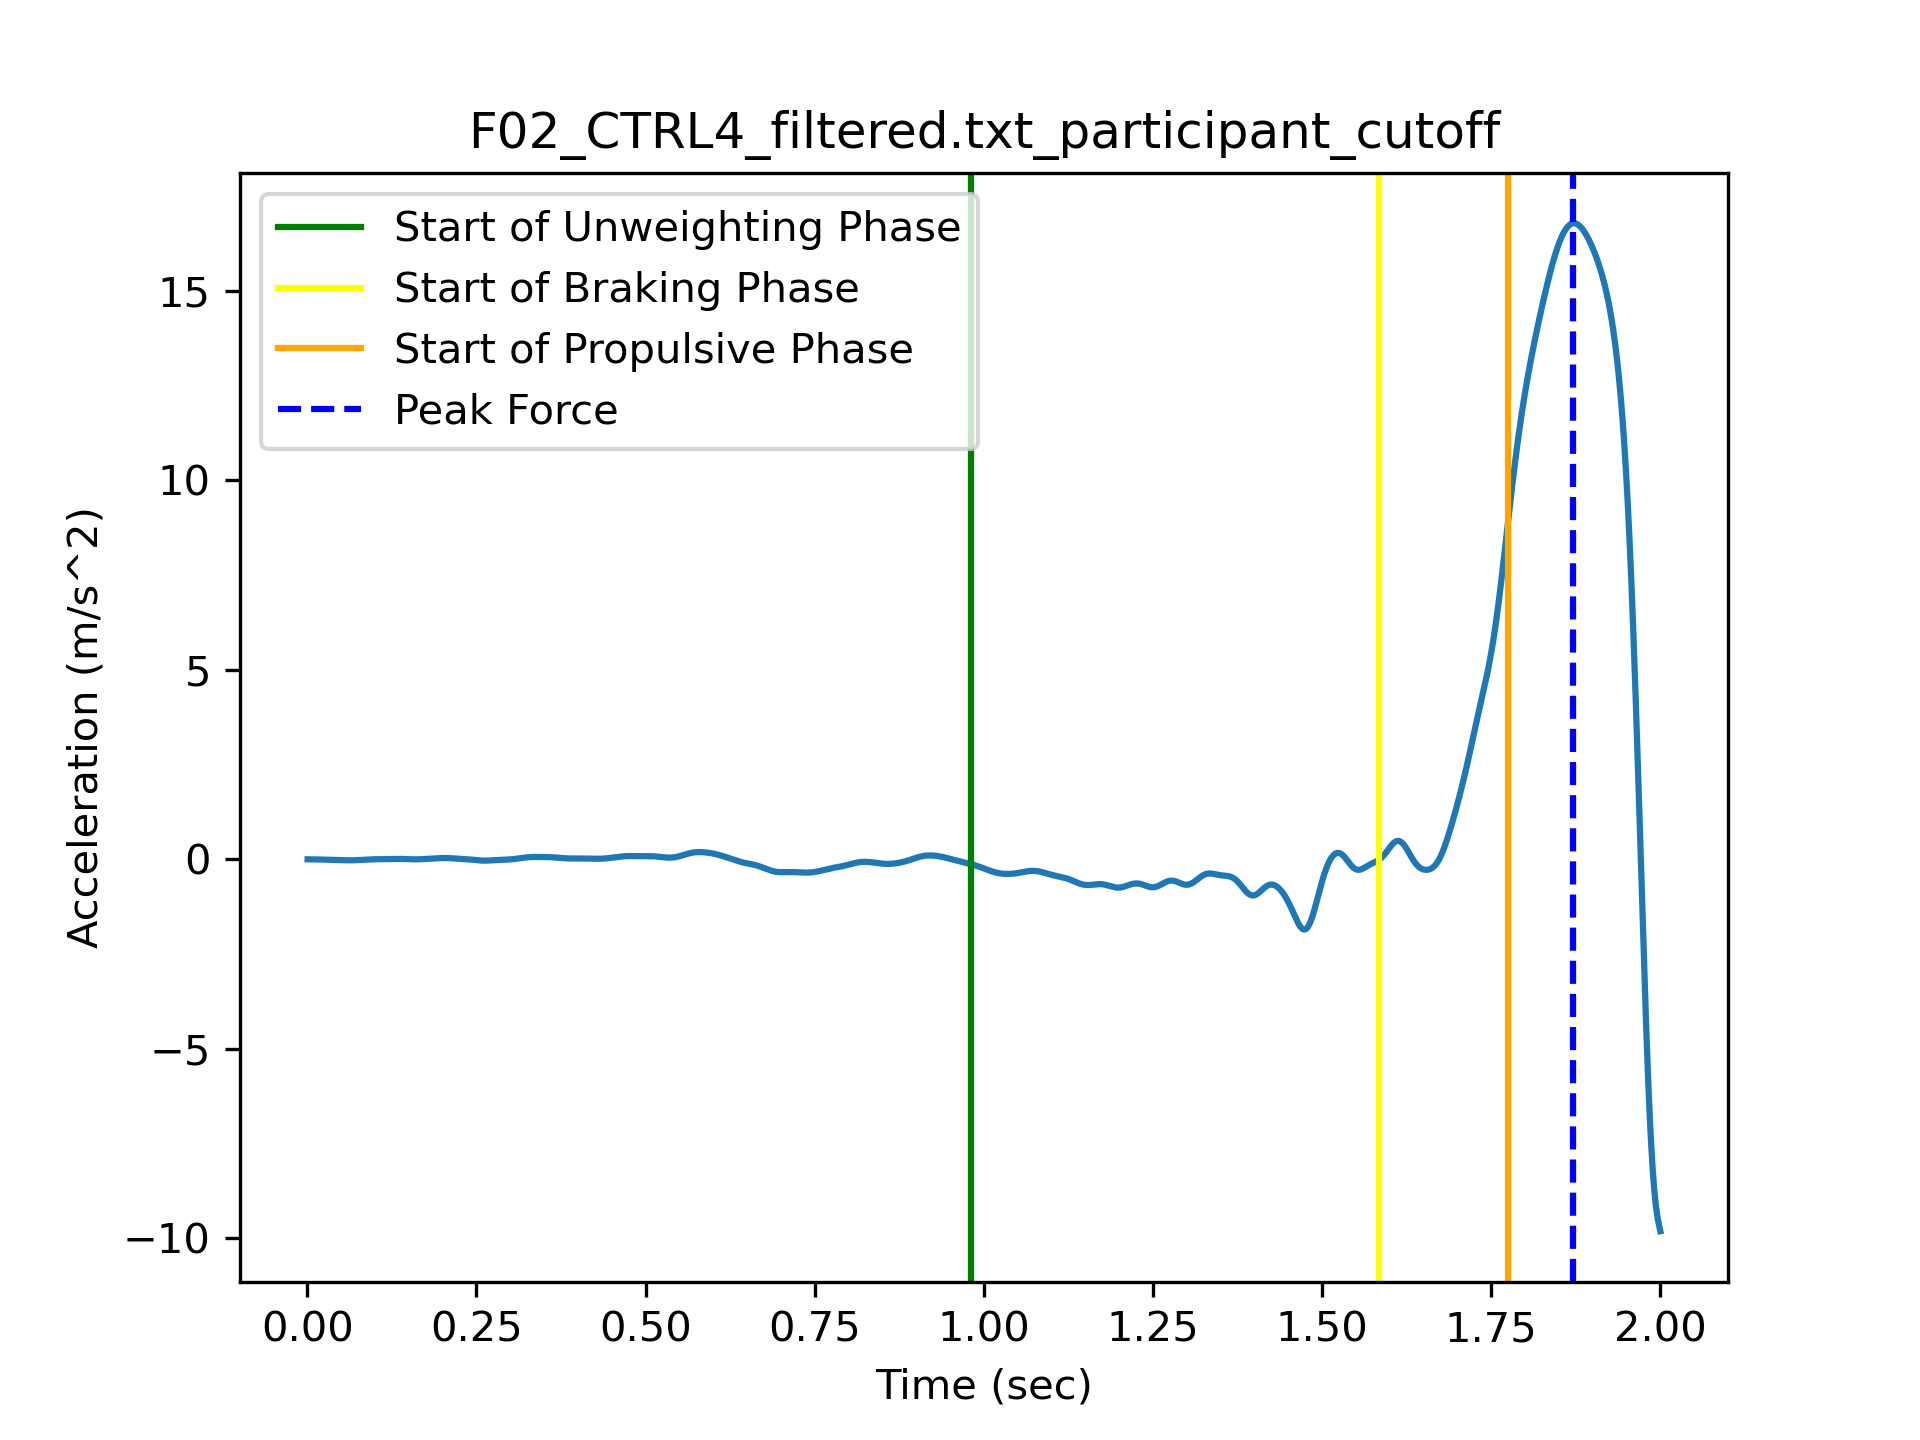 F02_CTRL4_filtered.txt_participant_cutoff
Start of Unweighting Phase
Start of Braking Phase
Start of Propulsive Phase
Peak Force
Acceleration (m/s^2)
15
10
5
0
−5
−10
0.00 0.25 0.50 0.75 1.00 1.25 1.50 1.75 2.00
Time (sec)